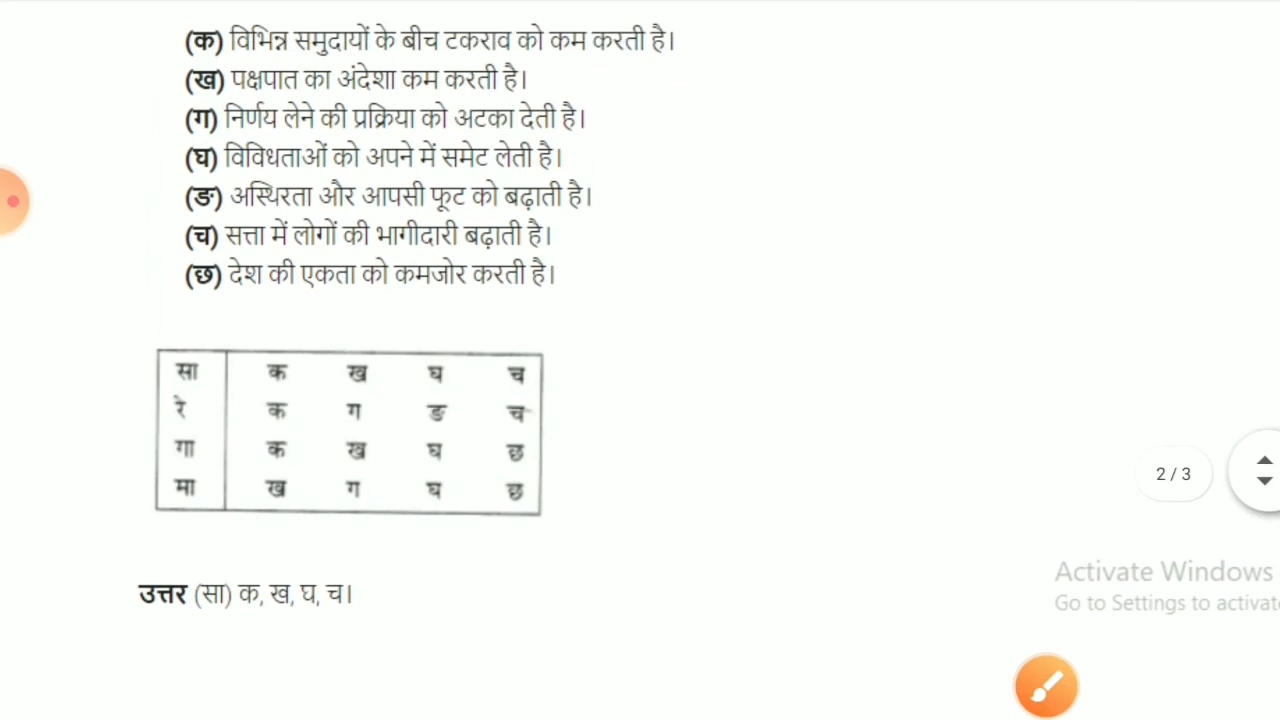 (क) विभिन्न समुदायों के बीच टकराव को कम करती है।
(ख) पक्षपात का अंदेशा कम करती है।
(ग) निर्णय लेने की प्रक्रिया को अटका देती है।
(घ) विविधताओं को अपने में समेट लेती है।
(ङ) अस्थिरता और आपसी फूट को बढ़ाती है।
(च) सत्ता में लोगों की भागीदारी बढ़ाती है।
(छ) देश की एकता को कमजोर करती है।
सा क ख घ च
रे क ग ङ च
गा क ख घ छ
मा ख ग घ छ
2 / 3
उत्तर (सा) क, ख, घ, च।
Activate Windows
Go to Settings to activat